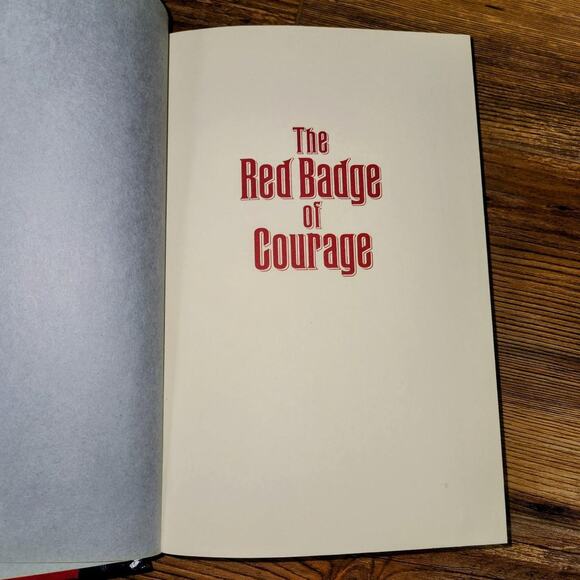 The
Red Badge
of
Courage